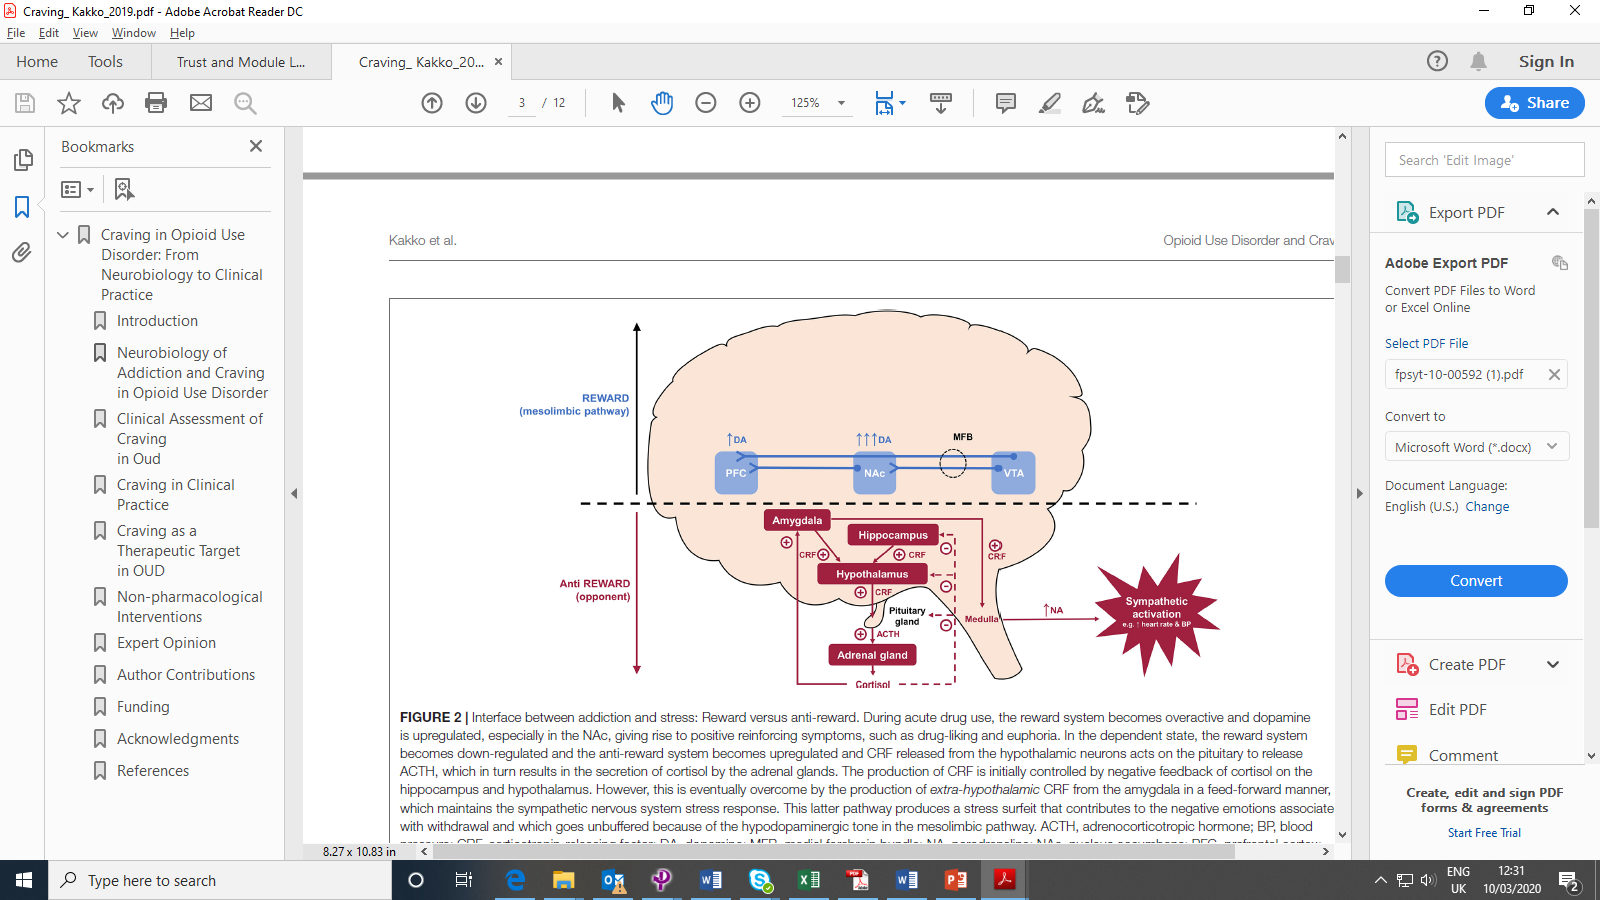 Craving_ Kakko_2019.pdf - Adobe Acrobat Reader DC
File Edit View Window Help
Home Tools Trust and Module L... Craving_ Kakko_20... × Sign In
3 / 12 125% Share
Bookmarks
Craving in Opioid Use
Disorder: From
Neurobiology to Clinical
Practice
Introduction
Neurobiology of
Addiction and Craving
in Opioid Use Disorder
Clinical Assessment of
Craving
in Oud
Craving in Clinical
Practice
Craving as a
Therapeutic Target
in OUD
Non-pharmacological
Interventions
Expert Opinion
Author Contributions
Funding
Acknowledgments
References
Kakko et al. Opioid Use Disorder and Crav
REWARD
(mesolimbic pathway)
↑DA ↑↑↑DA MFB
PFC NAc VTA
Anti REWARD
(opponent)
Amygdala
Hippocampus
CRF CRF CRF
Hypothalamus
CRF
Pituitary
gland
Medulla
↑NA
Sympathetic
activation
e.g. ↑ heart rate & BP
ACTH
Adrenal gland
Cortisol
FIGURE 2 | Interface between addiction and stress: Reward versus anti-reward. During acute drug use, the reward system becomes overactive and dopamine
is upregulated, especially in the NAc, giving rise to positive reinforcing symptoms, such as drug-liking and euphoria. In the dependent state, the reward system
becomes down-regulated and the anti-reward system becomes upregulated and CRF released from the hypothalamic neurons acts on the pituitary to release
ACTH, which in turn results in the secretion of cortisol by the adrenal glands. The production of CRF is initially controlled by negative feedback of cortisol on the
hippocampus and hypothalamus. However, this is eventually overcome by the production of extra-hypothalamic CRF from the amygdala in a feed-forward manner,
which maintains the sympathetic nervous system stress response. This latter pathway produces a stress surfeit that contributes to the negative emotions associate
with withdrawal and which goes unbuffered because of the hypodopaminergic tone in the mesolimbic pathway. ACTH, adrenocorticotropic hormone; BP, blood
8.27 x 10.83 in
Search 'Edit Image'
Export PDF
Adobe Export PDF
Convert PDF Files to Word
or Excel Online
Select PDF File
fpsyt-10-00592 (1).pdf
Convert to
Microsoft Word (*.docx)
Document Language:
English (U.S.) Change
Convert
Create PDF
Edit PDF
Comment
Create, edit and sign PDF
forms & agreements
Start Free Trial
Type here to search
ENG
UK
12:31
10/03/2020
2